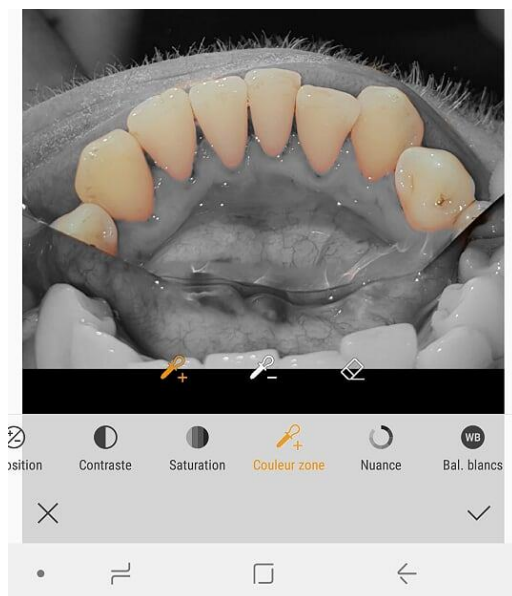 osition
Contraste
Saturation
Couleur zone
Nuance
WB
Bal. blancs